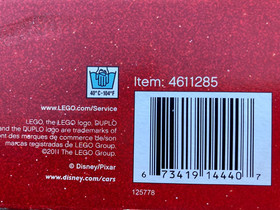 40°C-104°F
Item: 4611285
www.LEGO.com/Service
LEGO, the LEGO logo, DUPLO
and the DUPLO logo are trademarks of
sont des marques de commerce de/son
marcas registradas de LEGO Group.
©2011 The LEGO Group.
© Disney/Pixar
www.disney.com/cars
6 73419 14440 7
125778